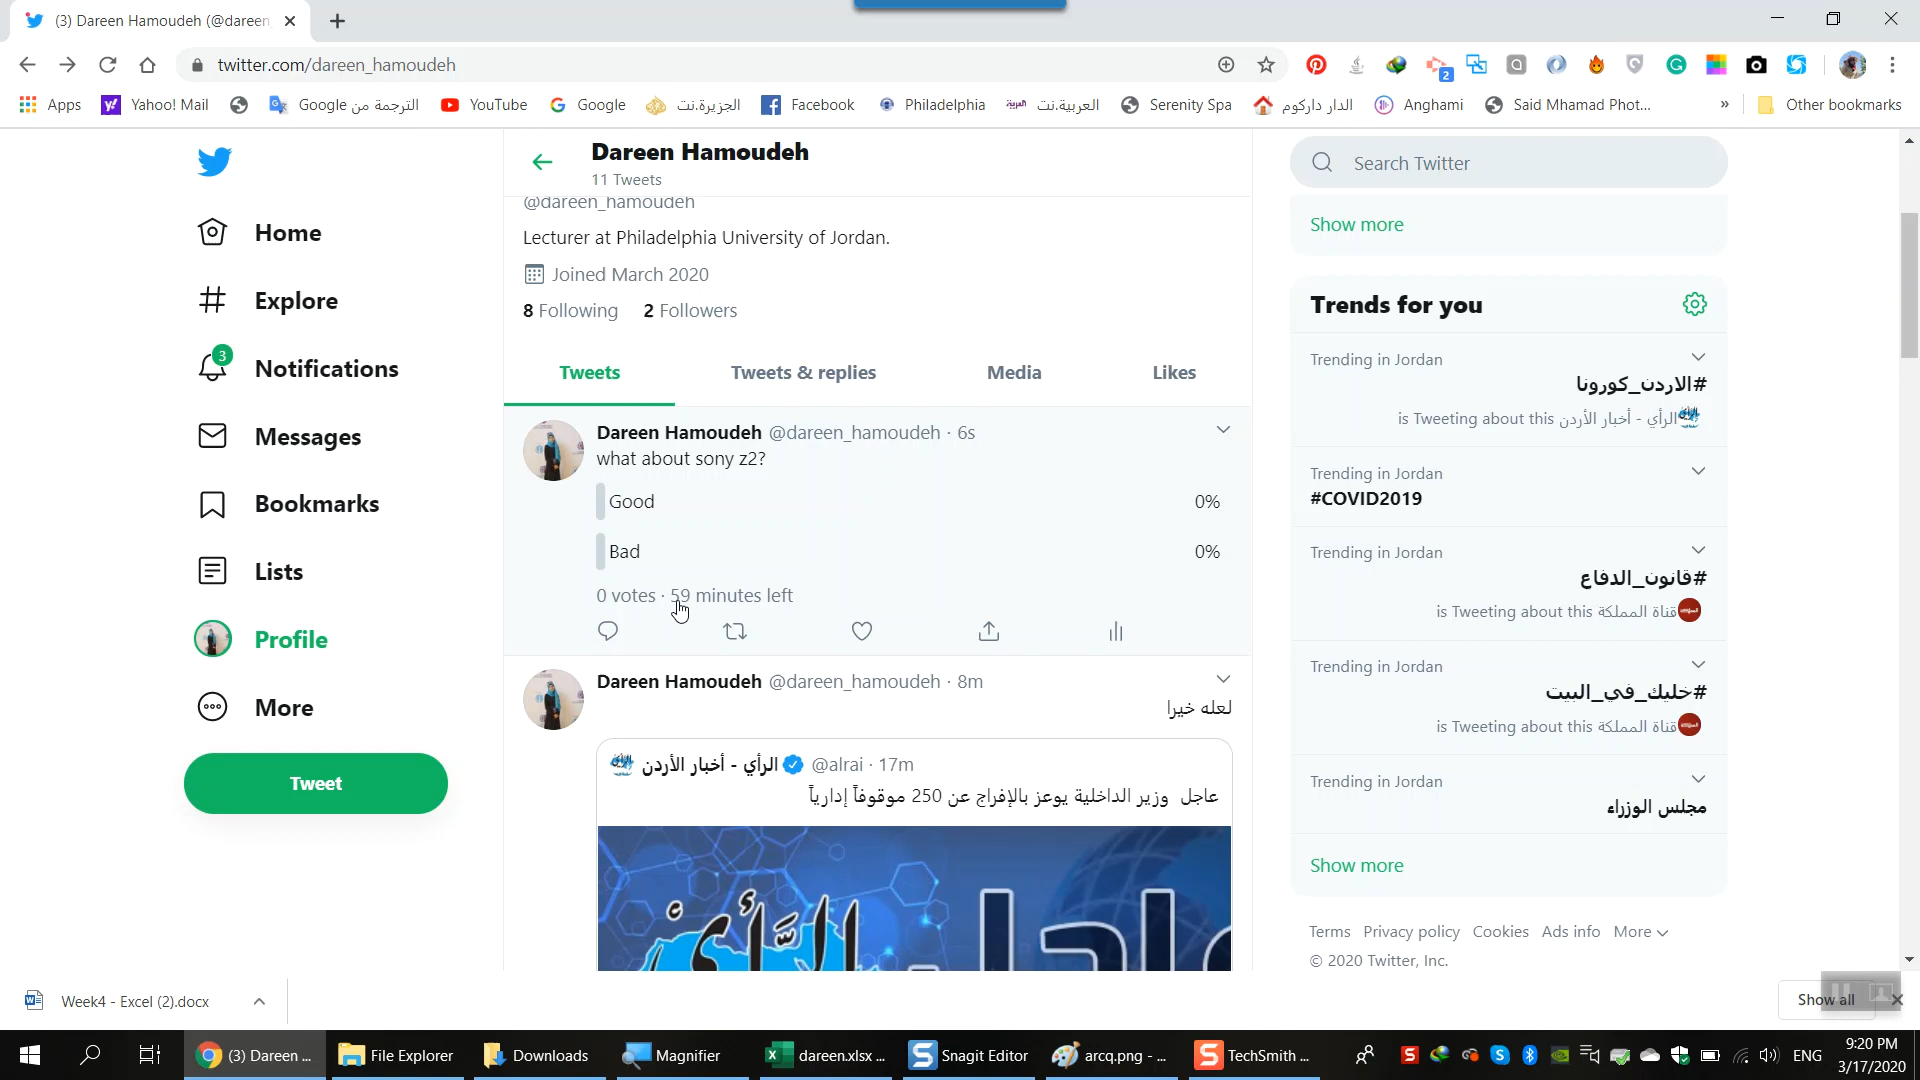 (3) Dareen Hamoudeh (@dareen
twitter.com/dareen_hamoudeh
2
Apps
Yahoo! Mail
Google الترجمة من
YouTube
Google
الجزيرة.نت
Facebook
Philadelphia
العربية.نت
Serenity Spa
الدار داركوم
Anghami
Said Mhamad Phot...
»
Other bookmarks
Home
Explore
3
Notifications
Messages
Bookmarks
Lists
Profile
More
Tweet
Dareen Hamoudeh
11 Tweets
@dareen_hamoudeh
Lecturer at Philadelphia University of Jordan.
Joined March 2020
8 Following 2 Followers
Tweets
Tweets & replies
Media
Likes
Dareen Hamoudeh @dareen_hamoudeh · 6s
what about sony z2?
Good 0%
Bad 0%
0 votes · 59 minutes left
Dareen Hamoudeh @dareen_hamoudeh · 8m
لعله خيرا
الرأي - أخبار الأردن @alrai · 17m
عاجل وزير الداخلية يوعز بالإفراج عن 250 موقوفاً إدارياً
Search Twitter
Show more
Trends for you
Trending in Jordan
#الاردن_كورونا
الرأي - أخبار الأردن is Tweeting about this
Trending in Jordan
#COVID2019
Trending in Jordan
#قانون_الدفاع
قناة المملكة is Tweeting about this
Trending in Jordan
#خليك_في_البيت
قناة المملكة is Tweeting about this
Trending in Jordan
مجلس الوزراء
Show more
Terms Privacy policy Cookies Ads info More
© 2020 Twitter, Inc.
Week4 - Excel (2).docx
Show all
(3) Dareen ...
File Explorer
Downloads
Magnifier
dareen.xlsx ...
Snagit Editor
arcq.png - ...
TechSmith ...
ENG
9:20 PM
3/17/2020